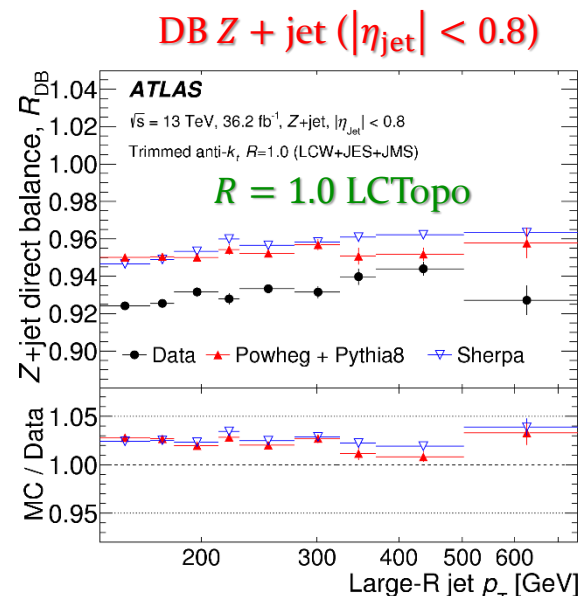 DB Z + jet (|η_jet| < 0.8)
ATLAS
√s = 13 TeV, 36.2 fb⁻¹, Z+jet, |η_Jet| < 0.8
Trimmed anti-k_t R=1.0 (LCW+JES+JMS)
R = 1.0 LCTopo
Z+jet direct balance, R_DB
1.04
1.02
1.00
0.98
0.96
0.94
0.92
0.90
Data Powheg + Pythia8 Sherpa
MC / Data
1.05
1.00
0.95
200 300 400 500 600
Large-R jet p_T [GeV]